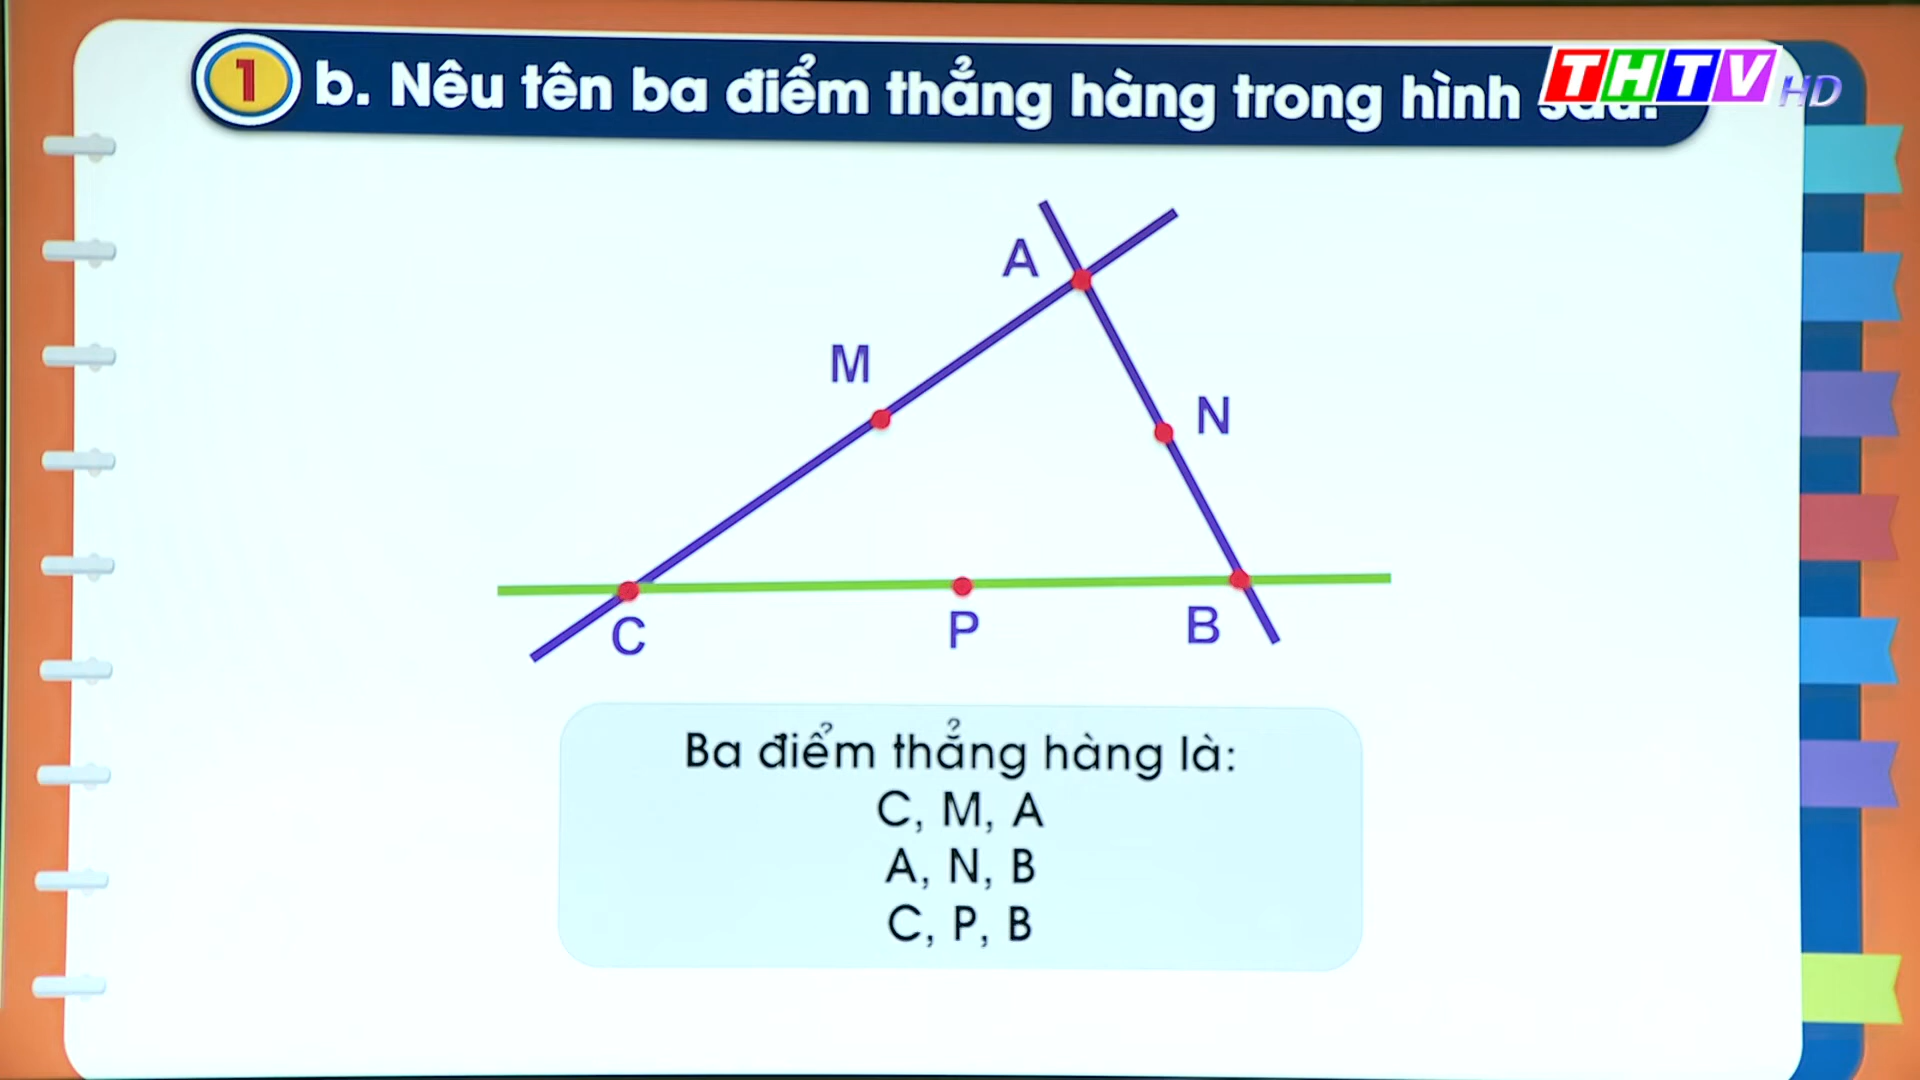 1
b. Nêu tên ba điểm thẳng hàng trong hình
THTV HD
A
M
N
C
P
B
Ba điểm thẳng hàng là:
C, M, A
A, N, B
C, P, B